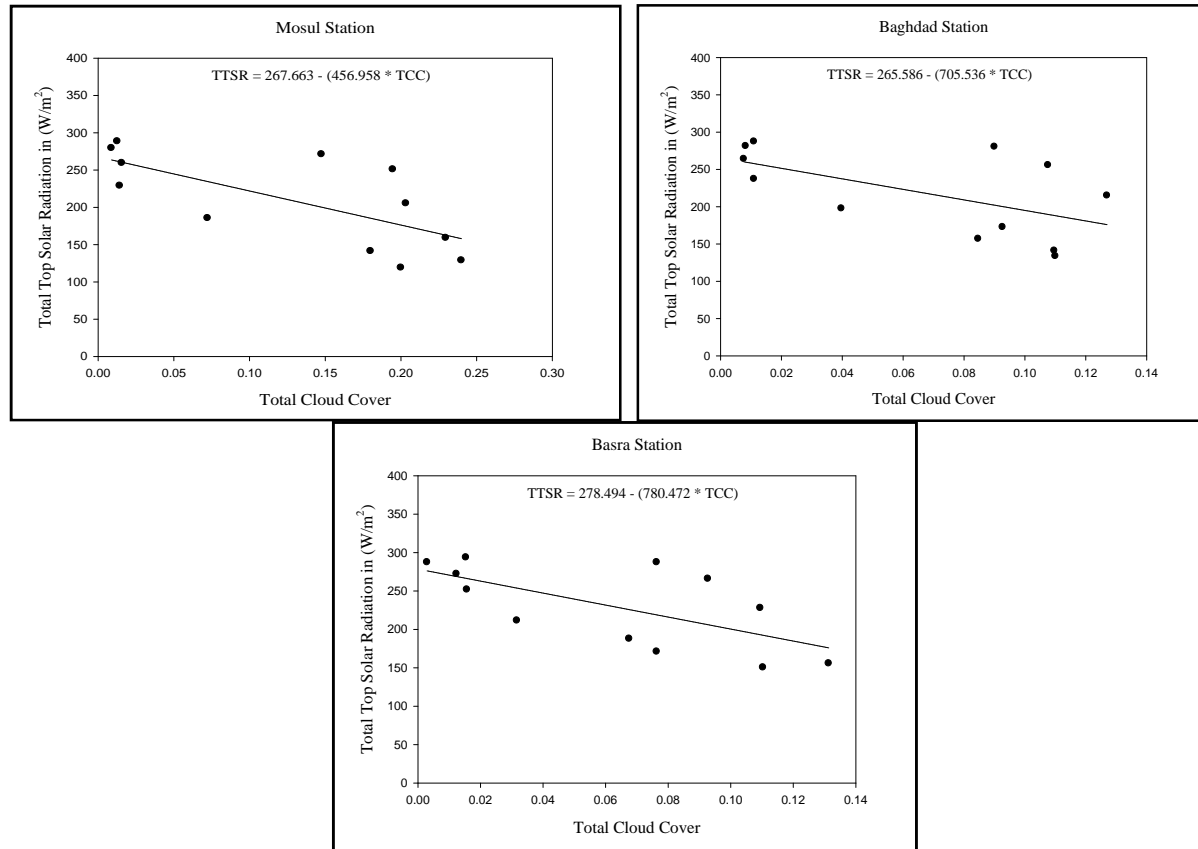 Mosul Station
TTSR = 267.663 - (456.958 * TCC)
Total Top Solar Radiation in (W/m²)
400
350
300
250
200
150
100
50
0
0.00 0.05 0.10 0.15 0.20 0.25 0.30
Total Cloud Cover
Baghdad Station
TTSR = 265.586 - (705.536 * TCC)
Total Top Solar Radiation in (W/m²)
400
350
300
250
200
150
100
50
0
0.00 0.02 0.04 0.06 0.08 0.10 0.12 0.14
Total Cloud Cover
Basra Station
TTSR = 278.494 - (780.472 * TCC)
Total Top Solar Radiation in (W/m²)
400
350
300
250
200
150
100
50
0
0.00 0.02 0.04 0.06 0.08 0.10 0.12 0.14
Total Cloud Cover